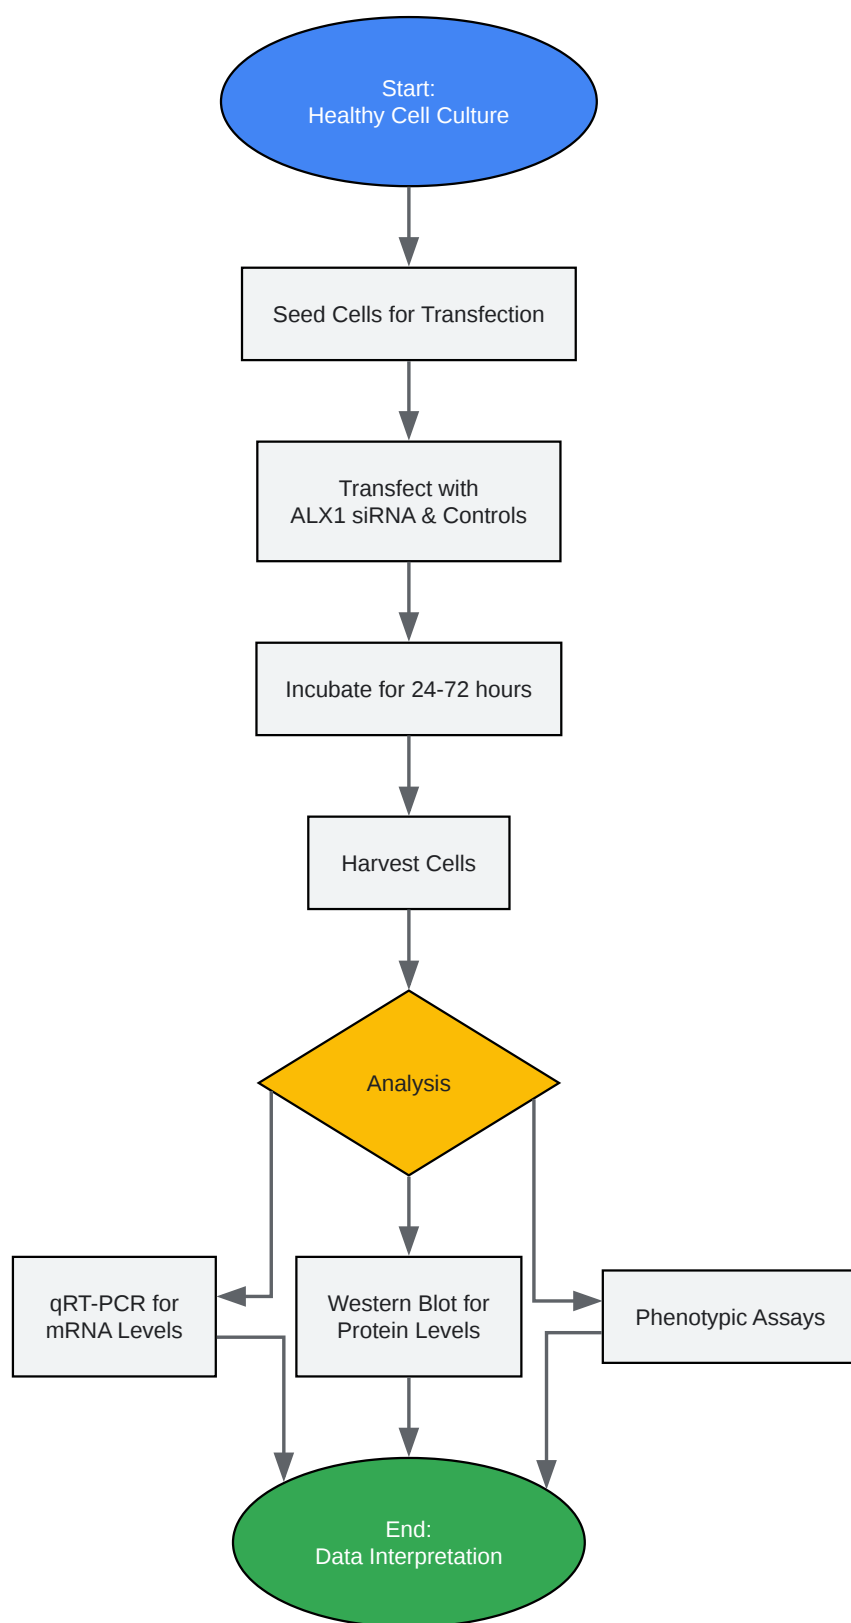 Start:
Healthy Cell Culture
Seed Cells for Transfection
Transfect with
ALX1 siRNA & Controls
Incubate for 24-72 hours
Harvest Cells
Analysis
qRT-PCR for
mRNA Levels
Western Blot for
Protein Levels
Phenotypic Assays
End:
Data Interpretation